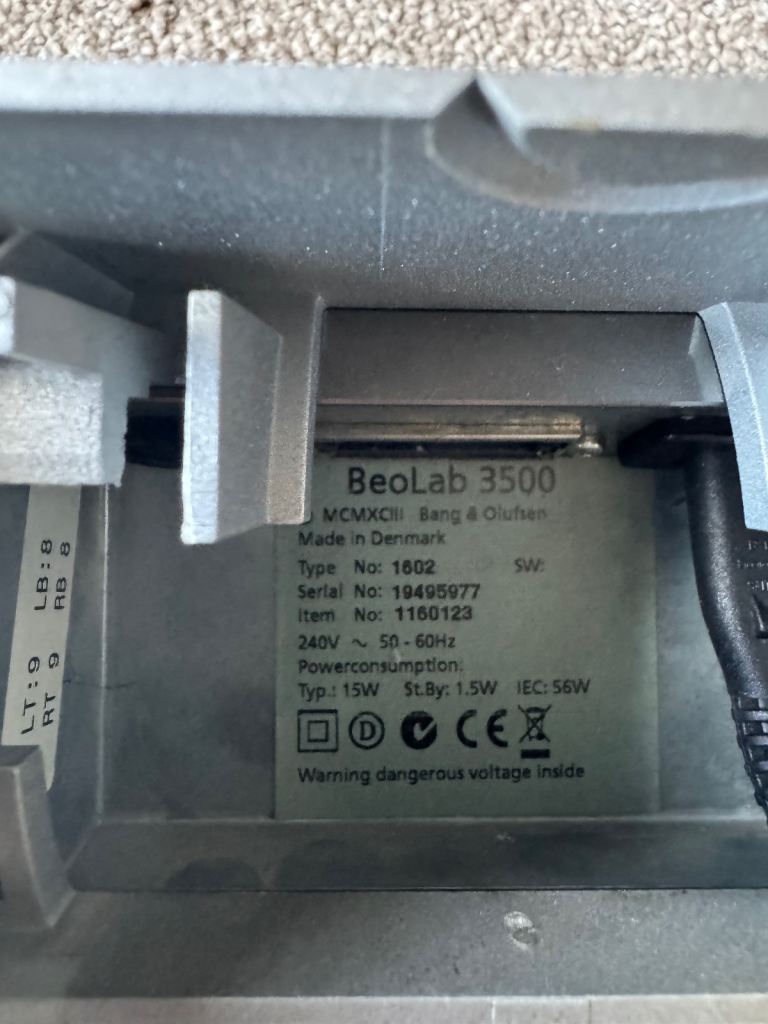 BeoLab 3500
MCMXCIII Bang & Olufsen
Made in Denmark
Type No: 1602 SW:
Serial No: 19495977
Item No: 1160123
240V ~ 50 - 60Hz
Powerconsumption:
Typ.: 15W St.By: 1.5W IEC: 56W
D CE
Warning dangerous voltage inside
LT:9 LB:8
RT 9 RB 8